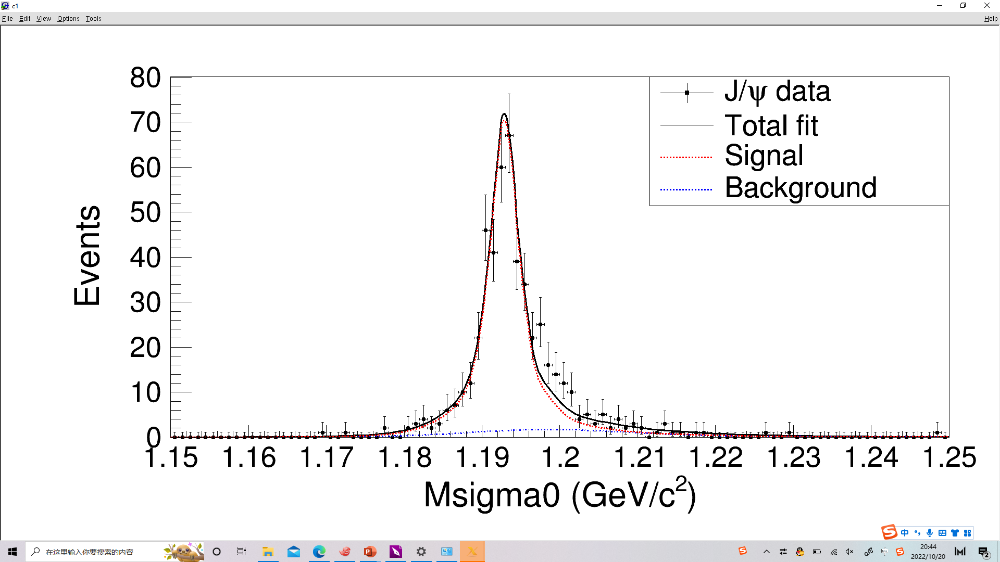 c1
File Edit View Options Tools Help
80
70
60
50
40
30
20
10
0
Events
J/ψ data
Total fit
Signal
Background
1.15 1.16 1.17 1.18 1.19 1.2 1.21 1.22 1.23 1.24 1.25
Msigma0 (GeV/c²)
中
在这里输入你要搜索的内容
20:44
2022/10/20
2